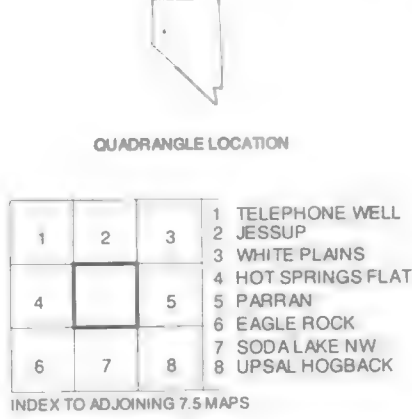 QUADRANGLE LOCATION
1 2 3
4 5
6 7 8
1 TELEPHONE WELL
2 JESSUP
3 WHITE PLAINS
4 HOT SPRINGS FLAT
5 PARRAN
6 EAGLE ROCK
7 SODA LAKE NW
8 UPSAL HOGBACK
INDEX TO ADJOINING 7.5 MAPS